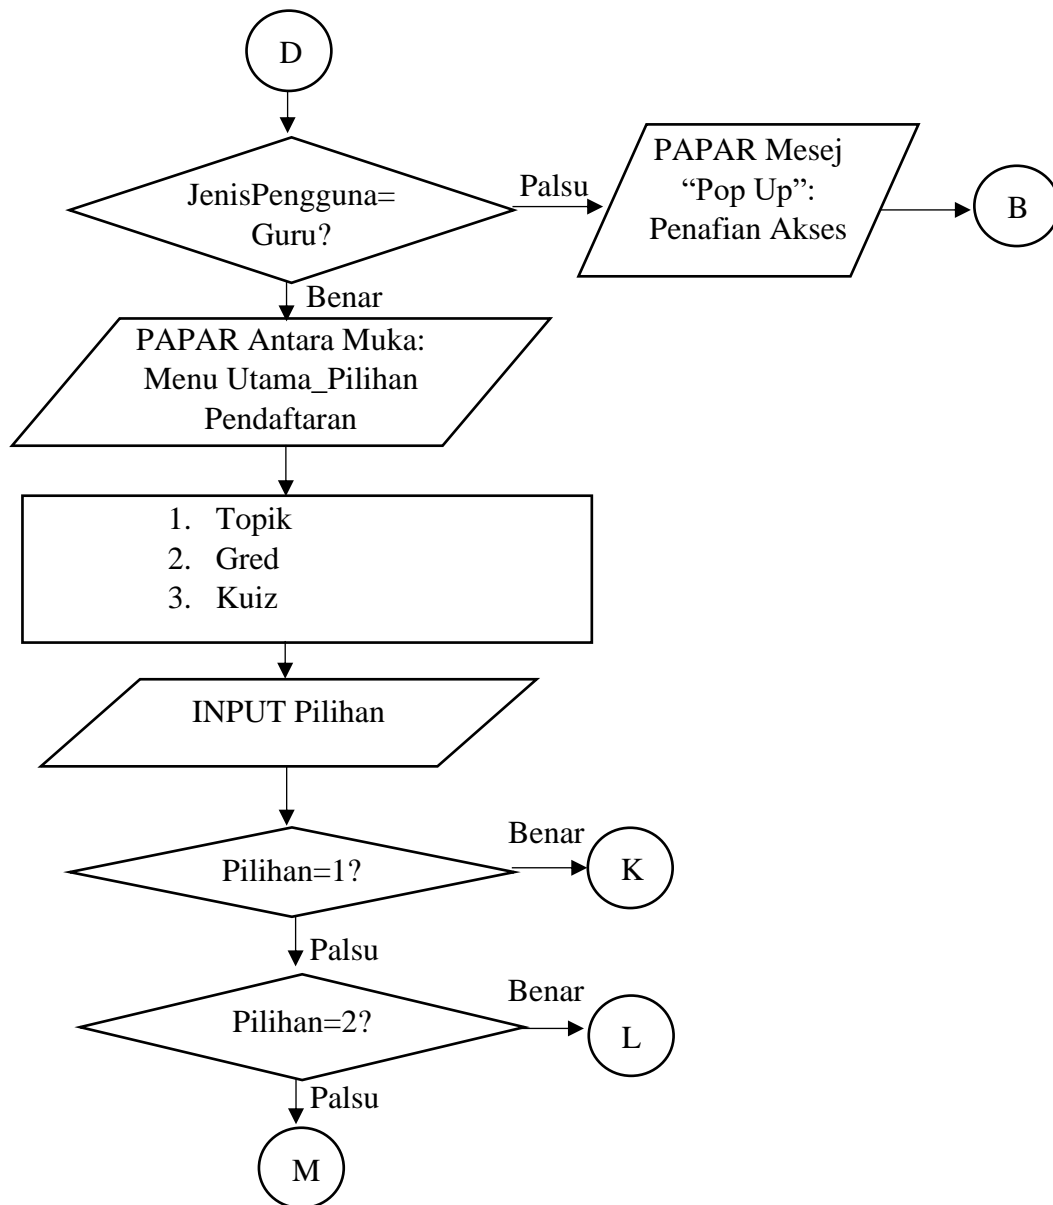 D
JenisPengguna=
Guru?
Palsu
PAPAR Mesej
“Pop Up”:
Penafian Akses
B
Benar
PAPAR Antara Muka:
Menu Utama_Pilihan
Pendaftaran
1. Topik
2. Gred
3. Kuiz
INPUT Pilihan
Pilihan=1?
Benar
K
Palsu
Pilihan=2?
Benar
L
Palsu
M